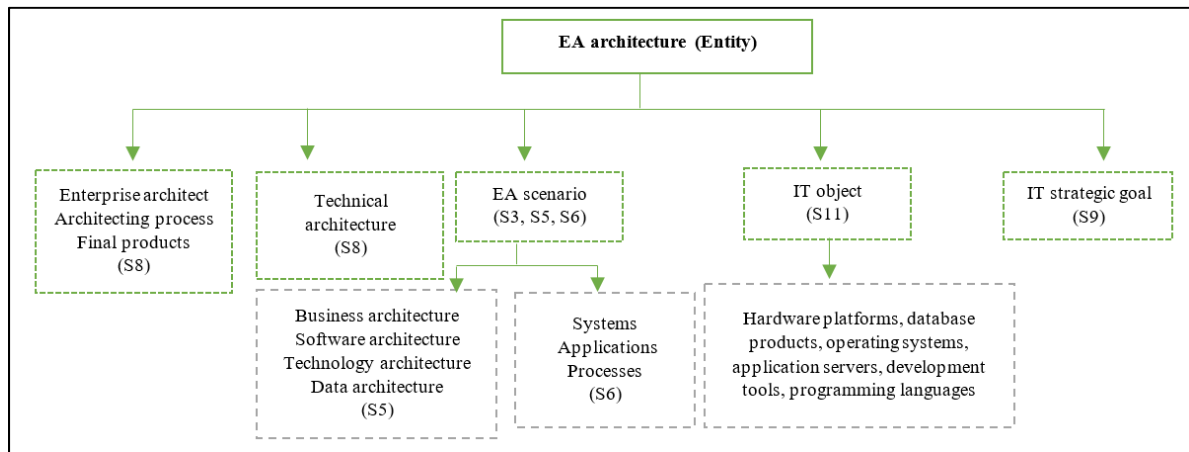 EA architecture (Entity)
Enterprise architect
Architecting process
Final products
(S8)
Technical
architecture
(S8)
EA scenario
(S3, S5, S6)
IT object
(S11)
IT strategic goal
(S9)
Business architecture
Software architecture
Technology architecture
Data architecture
(S5)
Systems
Applications
Processes
(S6)
Hardware platforms, database
products, operating systems,
application servers, development
tools, programming languages